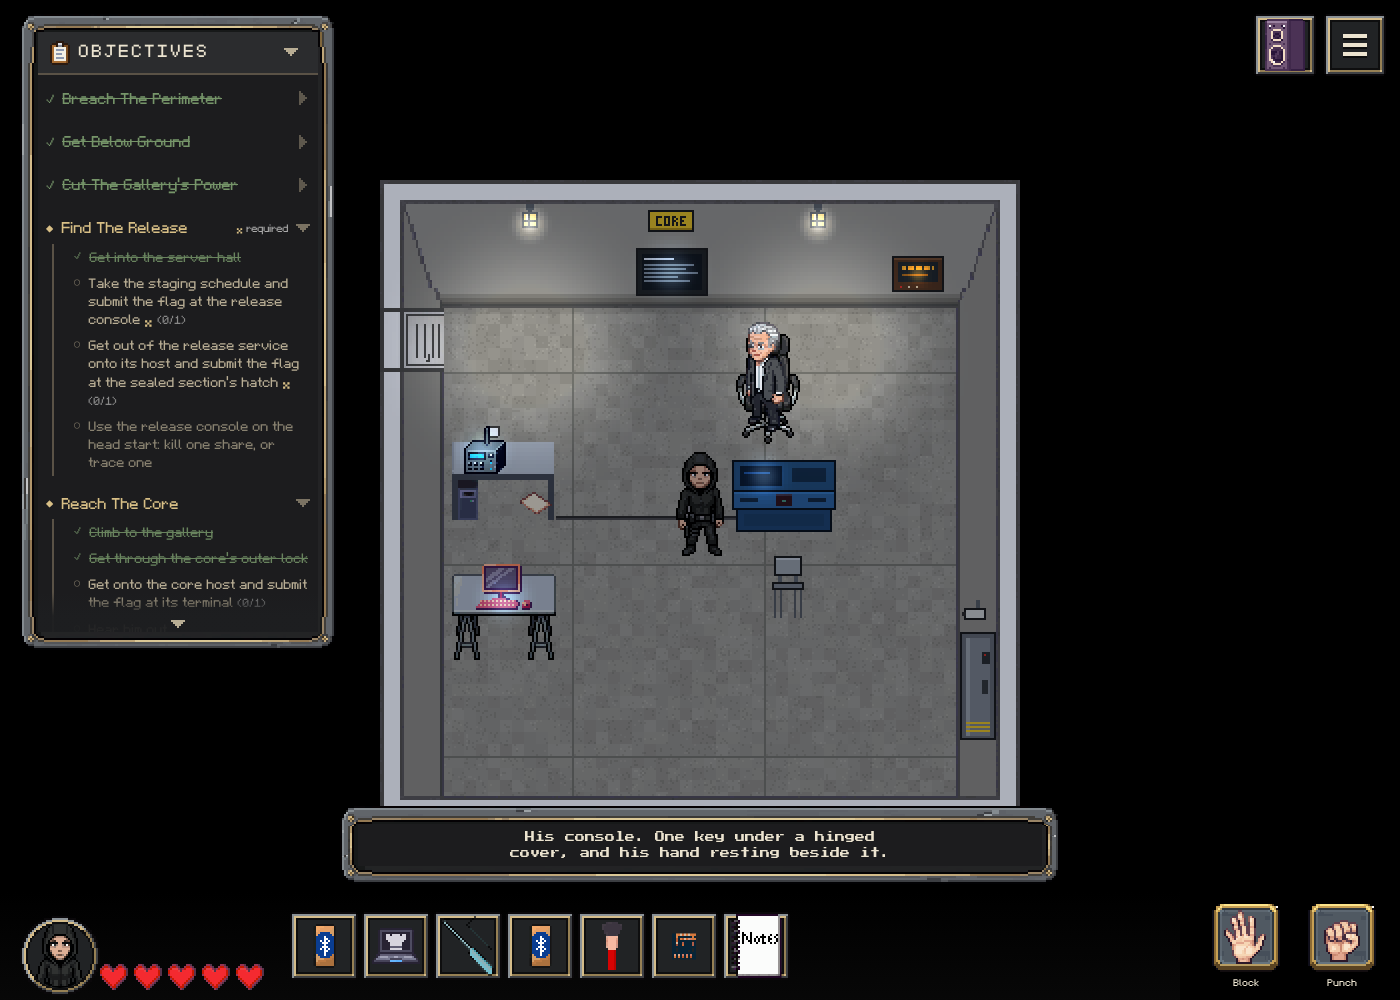 OBJECTIVES
Breach The Perimeter
Get Below Ground
Cut The Gallery's Power
Find The Release
required
Get into the server hall
Take the staging schedule and
submit the flag at the release
console (0/1)
Get out of the release service
onto its host and submit the flag
at the sealed section's hatch
(0/1)
Use the release console on the
head start: kill one share, or
trace one
Reach The Core
Climb to the gallery
Get through the core's outer lock
Get onto the core host and submit
the flag at its terminal (0/1)
CORE
His console. One key under a hinged
cover, and his hand resting beside it.
Notes
Block
Punch